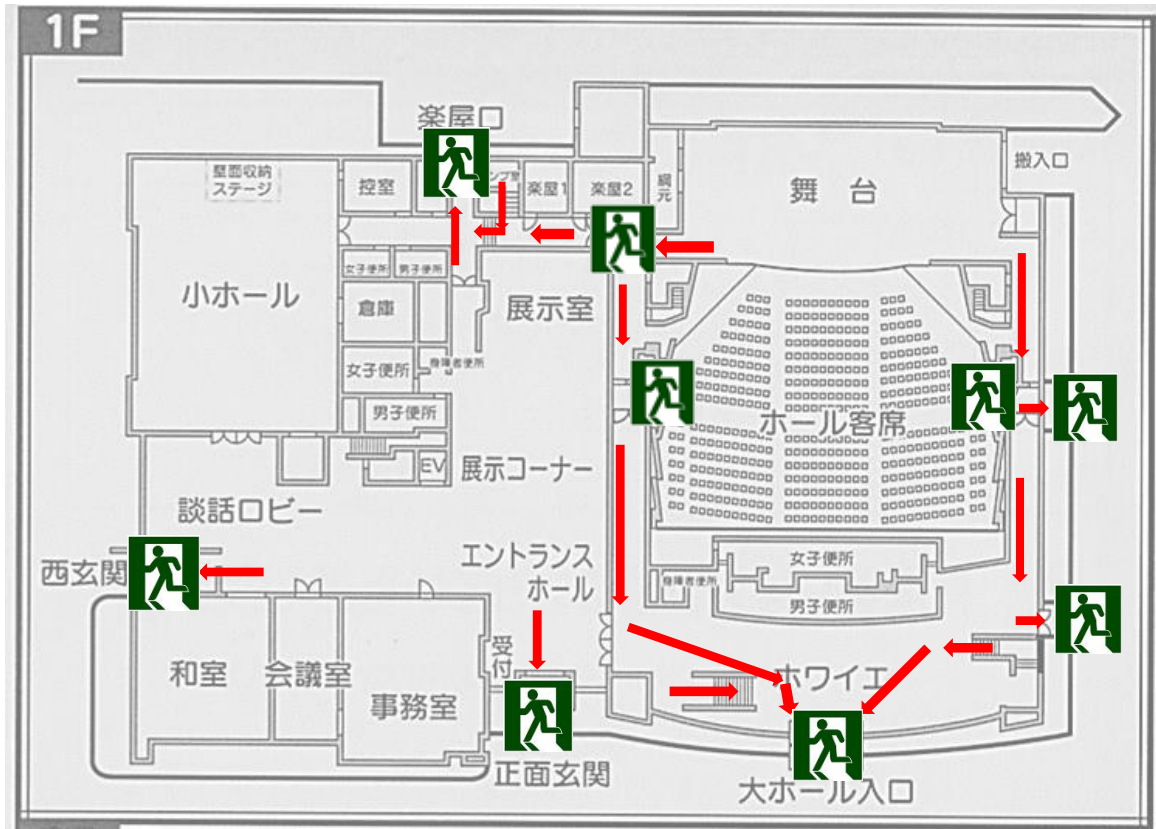 1F
楽屋口
壁面収納
ステージ
控室
楽屋1
楽屋2
綱元
舞台
搬入口
小ホール
女子便所
男子便所
倉庫
展示室
女子便所
身障者便所
男子便所
ホール客席
EV
展示コーナー
談話ロビー
西玄関
エントランス
ホール
女子便所
身障者便所
男子便所
和室
会議室
事務室
受付
ホワイエ
正面玄関
大ホール入口